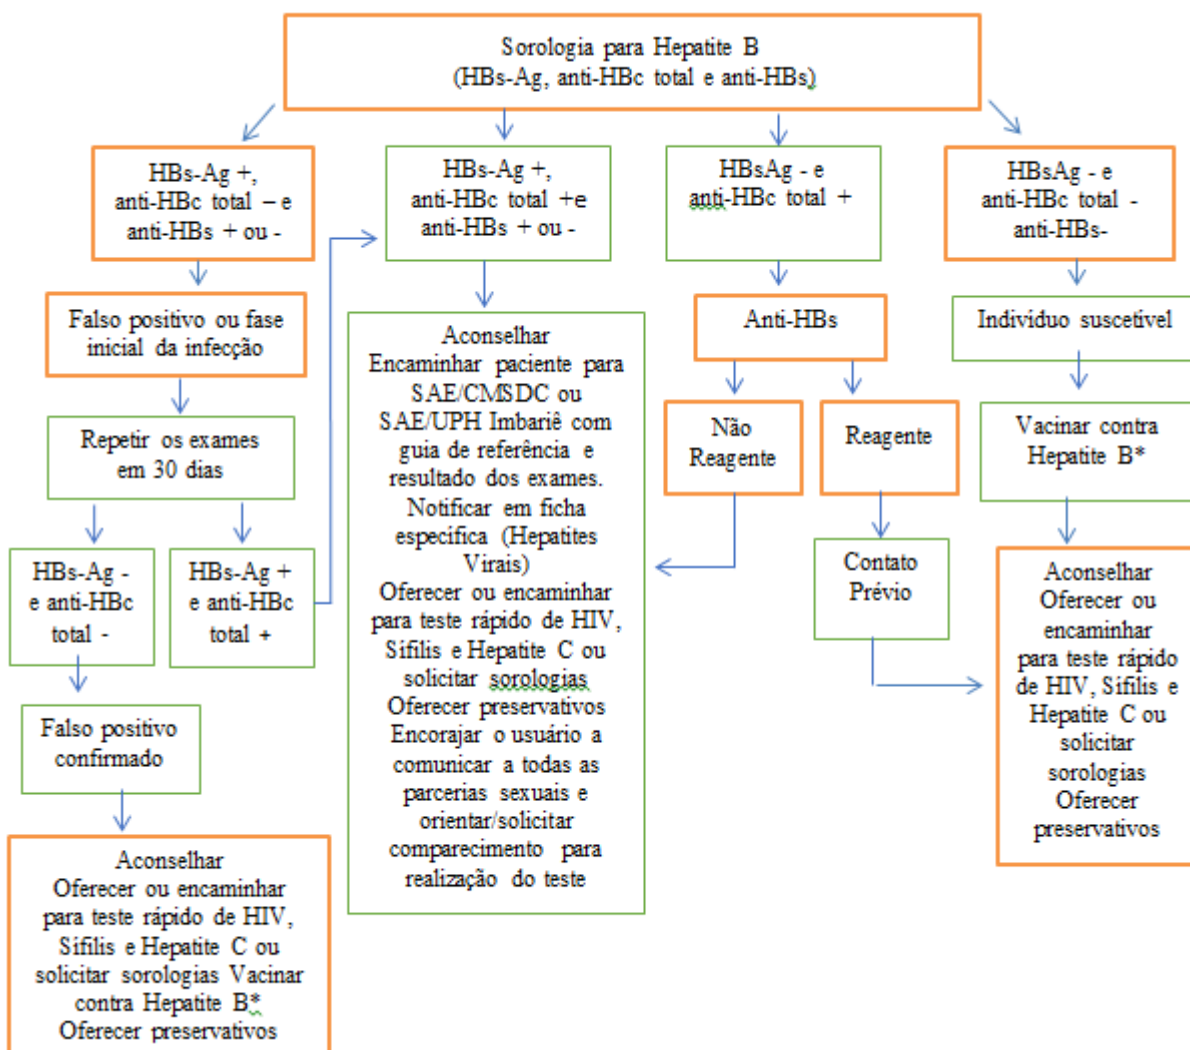 Sorologia para Hepatite B
(HBs-Ag, anti-HBc total e anti-HBs)
HBs-Ag +,
anti-HBc total – e
anti-HBs + ou -
HBs-Ag +,
anti-HBc total +e
anti-HBs + ou -
HBsAg - e
anti-HBc total +
HBsAg - e
anti-HBc total -
anti-HBs-
Falso positivo ou fase
inicial da infecção
Anti-HBs
Indivíduo suscetível
Aconselhar
Encaminhar paciente para
SAE/CMSDC ou
SAE/UPH Imbariê com
guia de referência e
resultado dos exames.
Notificar em ficha
específica (Hepatites
Virais)
Oferecer ou encaminhar
para teste rápido de HIV,
Sífilis e Hepatite C ou
solicitar sorologias
Oferecer preservativos
Encorajar o usuário a
comunicar a todas as
parcerias sexuais e
orientar/solicitar
comparecimento para
realização do teste
Repetir os exames
em 30 dias
Não
Reagente
Reagente
Vacinar contra
Hepatite B*
HBs-Ag -
e anti-HBc
total -
HBs-Ag +
e anti-HBc
total +
Contato
Prévio
Aconselhar
Oferecer ou
encaminhar
para teste rápido
de HIV, Sífilis e
Hepatite C ou
solicitar
sorologias
Oferecer
preservativos
Falso positivo
confirmado
Aconselhar
Oferecer ou encaminhar
para teste rápido de HIV,
Sífilis e Hepatite C ou
solicitar sorologias Vacinar
contra Hepatite B*
Oferecer preservativos